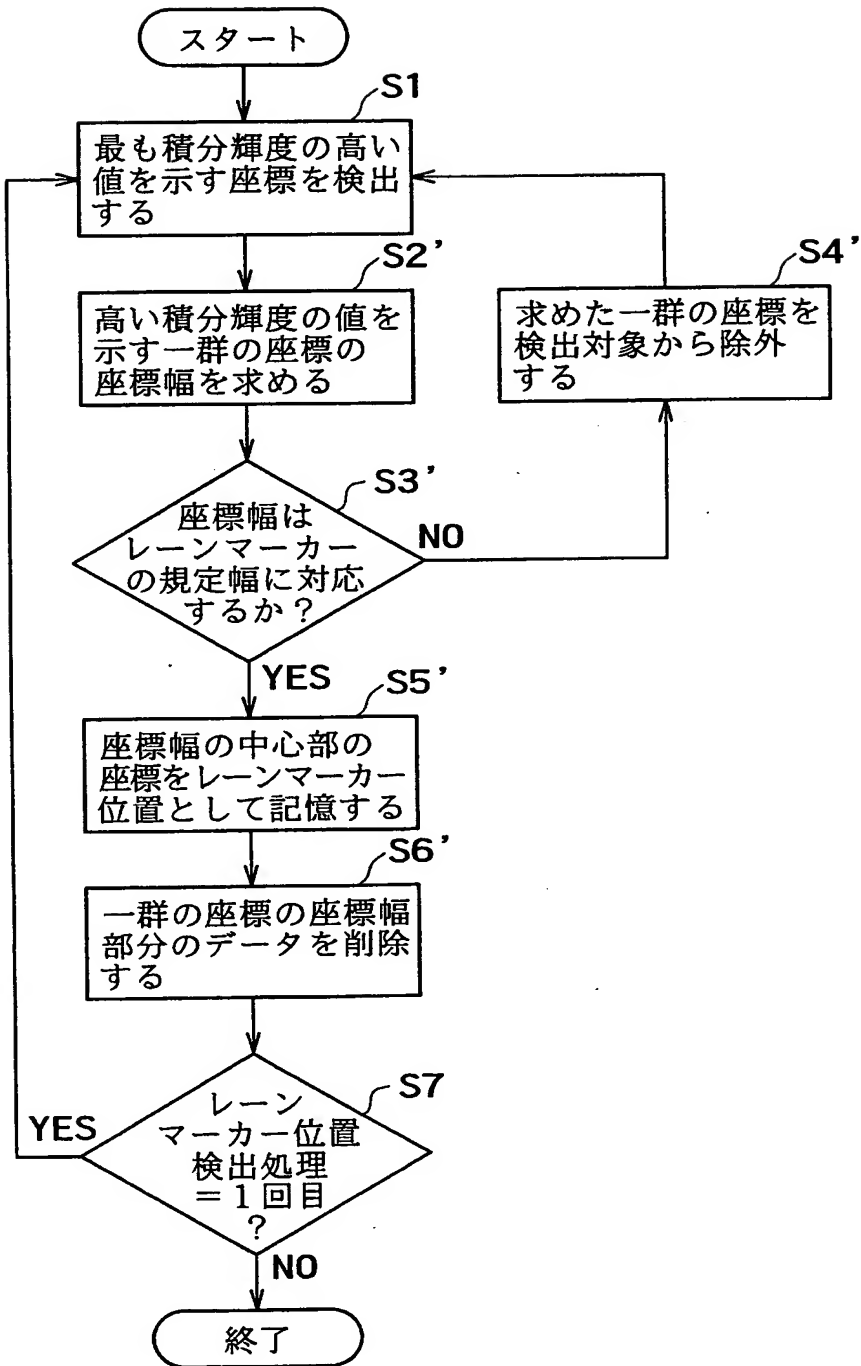 スタート
S1
最も積分輝度の高い
値を示す座標を検出
する
S2’
高い積分輝度の値を
示す一群の座標の
座標幅を求める
S4’
求めた一群の座標を
検出対象から除外
する
S3’
座標幅は
レーンマーカー
の規定幅に対応
するか？
NO
YES
S5’
座標幅の中心部の
座標をレーンマーカー
位置として記憶する
S6’
一群の座標の座標幅
部分のデータを削除
する
S7
レーン
マーカー位置
検出処理
＝１回目
？
YES
NO
終了